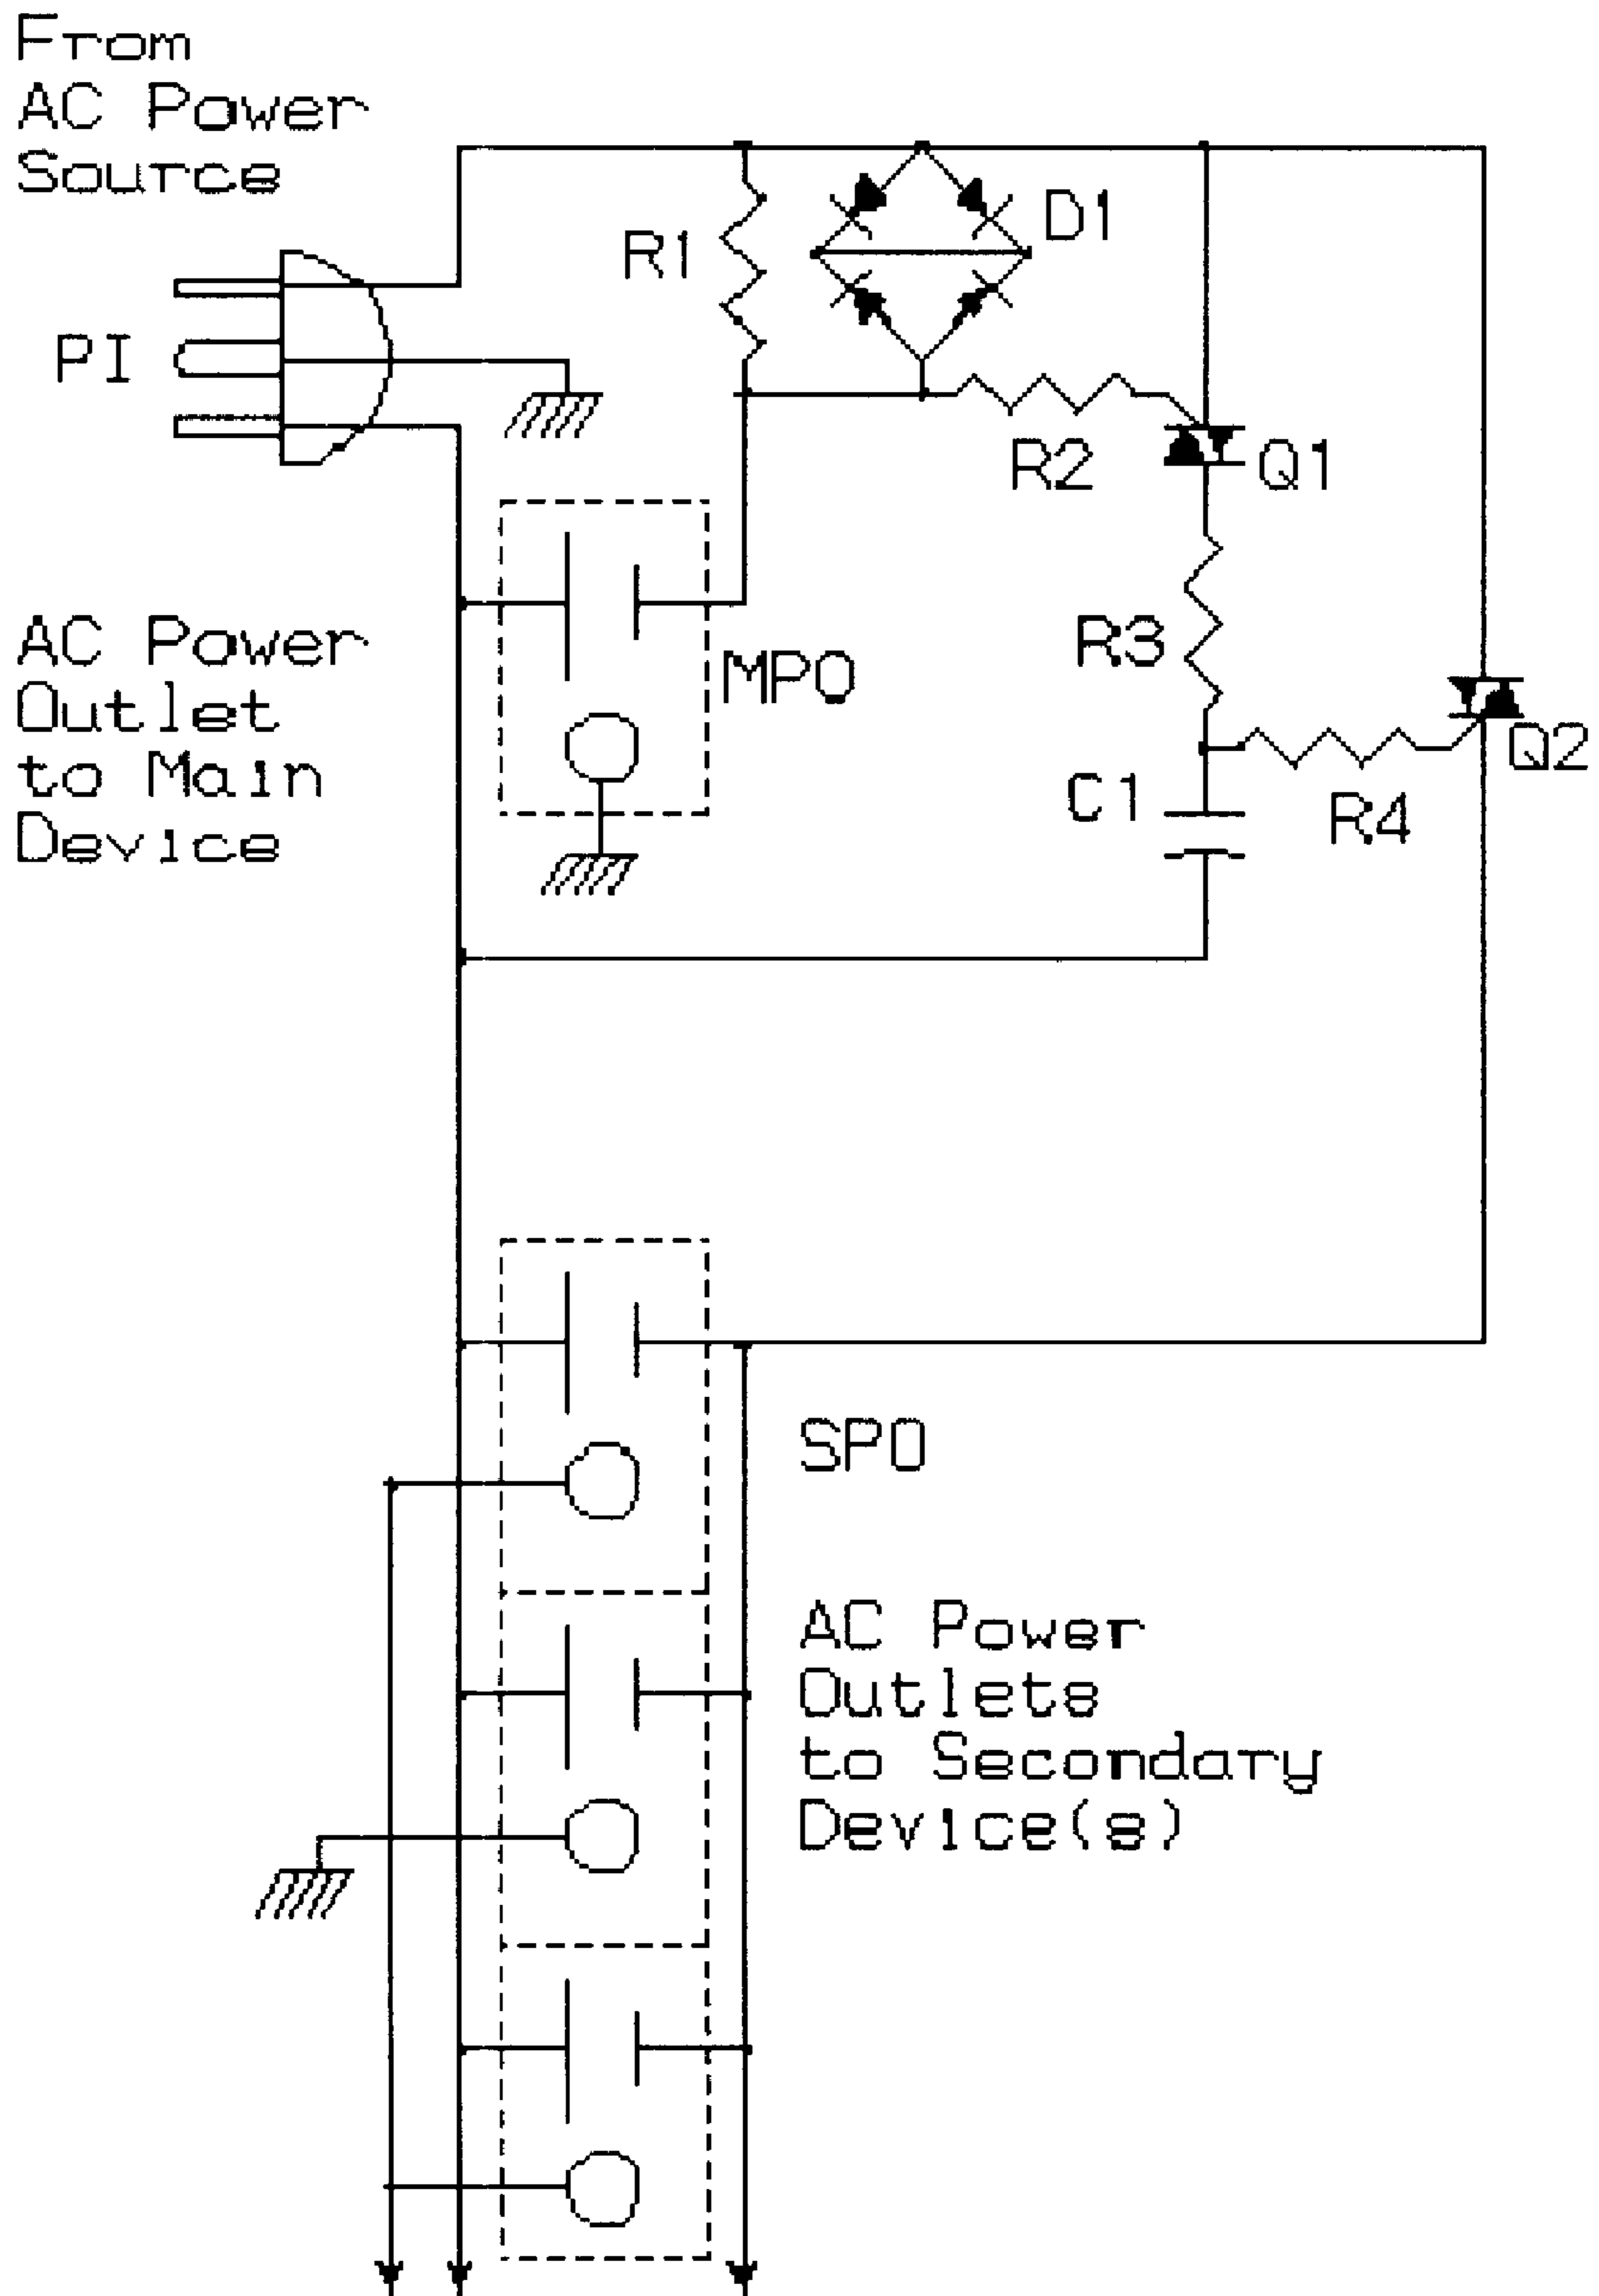 From
AC Power
Source
D1
R1
PI
R2
Q1
AC Power
Outlet
to Main
Device
MPO
R3
Q2
C1
R4
SPO
AC Power
Outlets
to Secondary
Device(s)